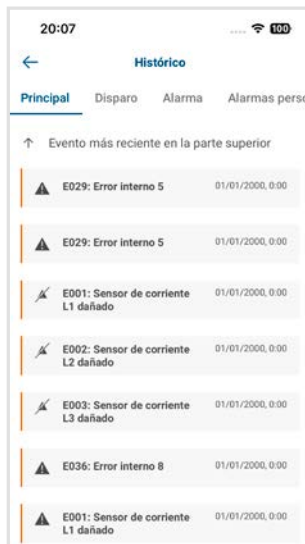 20:07
100
Histórico
Principal Disparo Alarma Alarmas perso
Evento más reciente en la parte superior
E029: Error interno 5 01/01/2000, 0:00
E029: Error interno 5 01/01/2000, 0:00
E001: Sensor de corriente 01/01/2000, 0:00
L1 dañado
E002: Sensor de corriente 01/01/2000, 0:00
L2 dañado
E003: Sensor de corriente 01/01/2000, 0:00
L3 dañado
E036: Error interno 8 01/01/2000, 0:00
E001: Sensor de corriente 01/01/2000, 0:00
L1 dañado